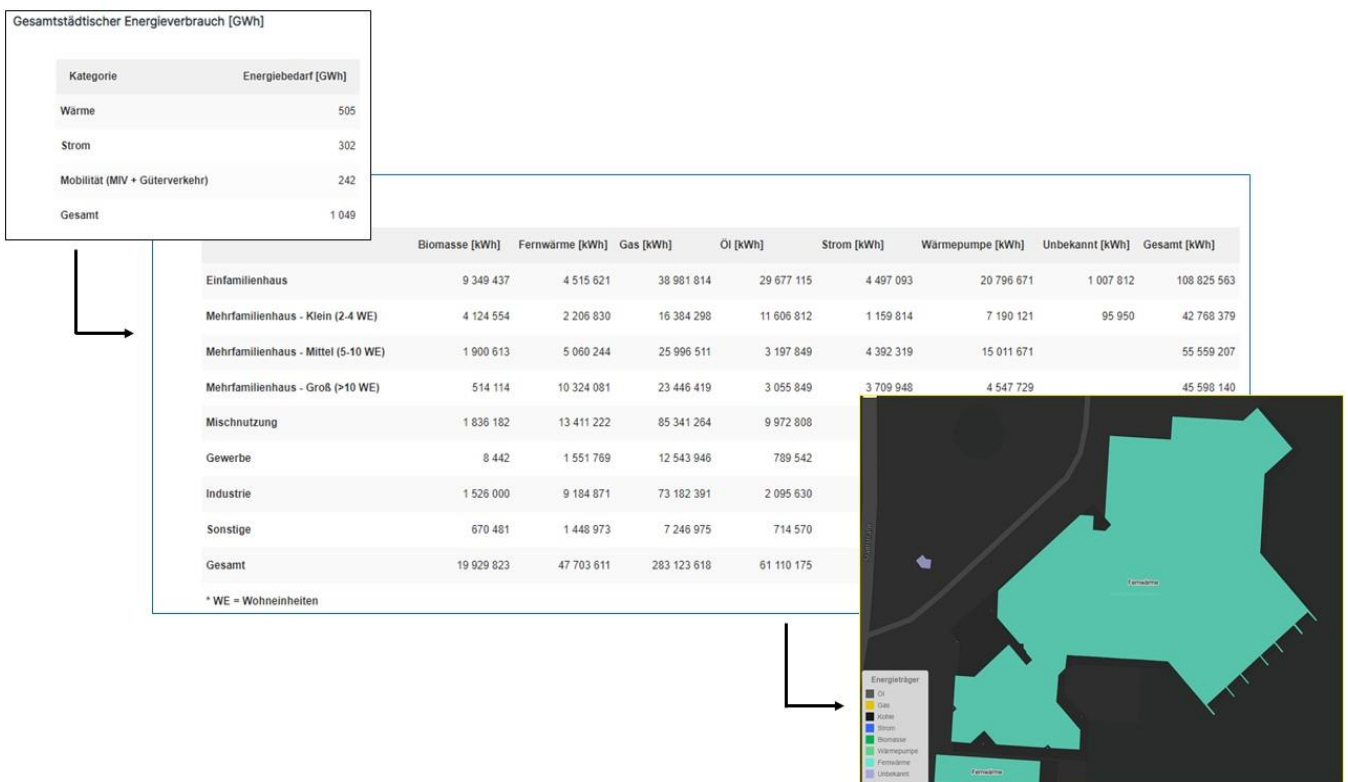 Gesamtstädtischer Energieverbrauch [GWh]
Kategorie Energiebedarf [GWh]
Wärme 505
Strom 302
Mobilität (MIV + Güterverkehr) 242
Gesamt 1 049
Biomasse [kWh] Fernwärme [kWh] Gas [kWh] Öl [kWh] Strom [kWh] Wärmepumpe [kWh] Unbekannt [kWh] Gesamt [kWh]
Einfamilienhaus 9 349 437 4 515 621 38 981 814 29 677 115 4 497 093 20 796 671 1 007 812 108 825 563
Mehrfamilienhaus - Klein (2-4 WE) 4 124 554 2 206 830 16 384 298 11 606 812 1 159 814 7 190 121 95 950 42 768 379
Mehrfamilienhaus - Mittel (5-10 WE) 1 900 613 5 060 244 25 996 511 3 197 849 4 392 319 15 011 671 55 559 207
Mehrfamilienhaus - Groß (>10 WE) 514 114 10 324 081 23 446 419 3 055 849 3 709 948 4 547 729 45 598 140
Mischnutzung 1 836 182 13 411 222 85 341 264 9 972 808
Gewerbe 8 442 1 551 769 12 543 946 789 542
Industrie 1 526 000 9 184 871 73 182 391 2 095 630
Sonstige 670 481 1 448 973 7 246 975 714 570
Gesamt 19 929 823 47 703 611 283 123 618 61 110 175
* WE = Wohneinheiten
Fernwärme
Energieträger
Öl
Gas
Kohle
Strom
Biomasse
Wärmepumpe
Fernwärme
Unbekannt
Fernwärme